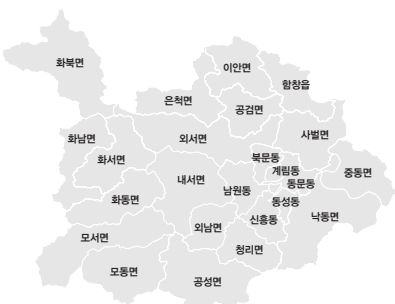 화북면
이안면
함창읍
은척면
공검면
사벌면
화남면
외서면
화서면
북문동
계림동
중동면
내서면
동문동
남원동
화동면
동성동
신흥동
낙동면
외남면
모서면
청리면
모동면
공성면